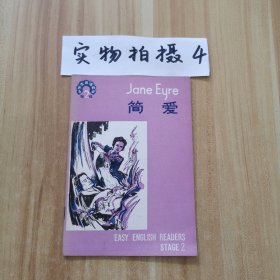 实物拍摄4
Jane Eyre
简爱
EASY ENGLISH READERS
STAGE 2